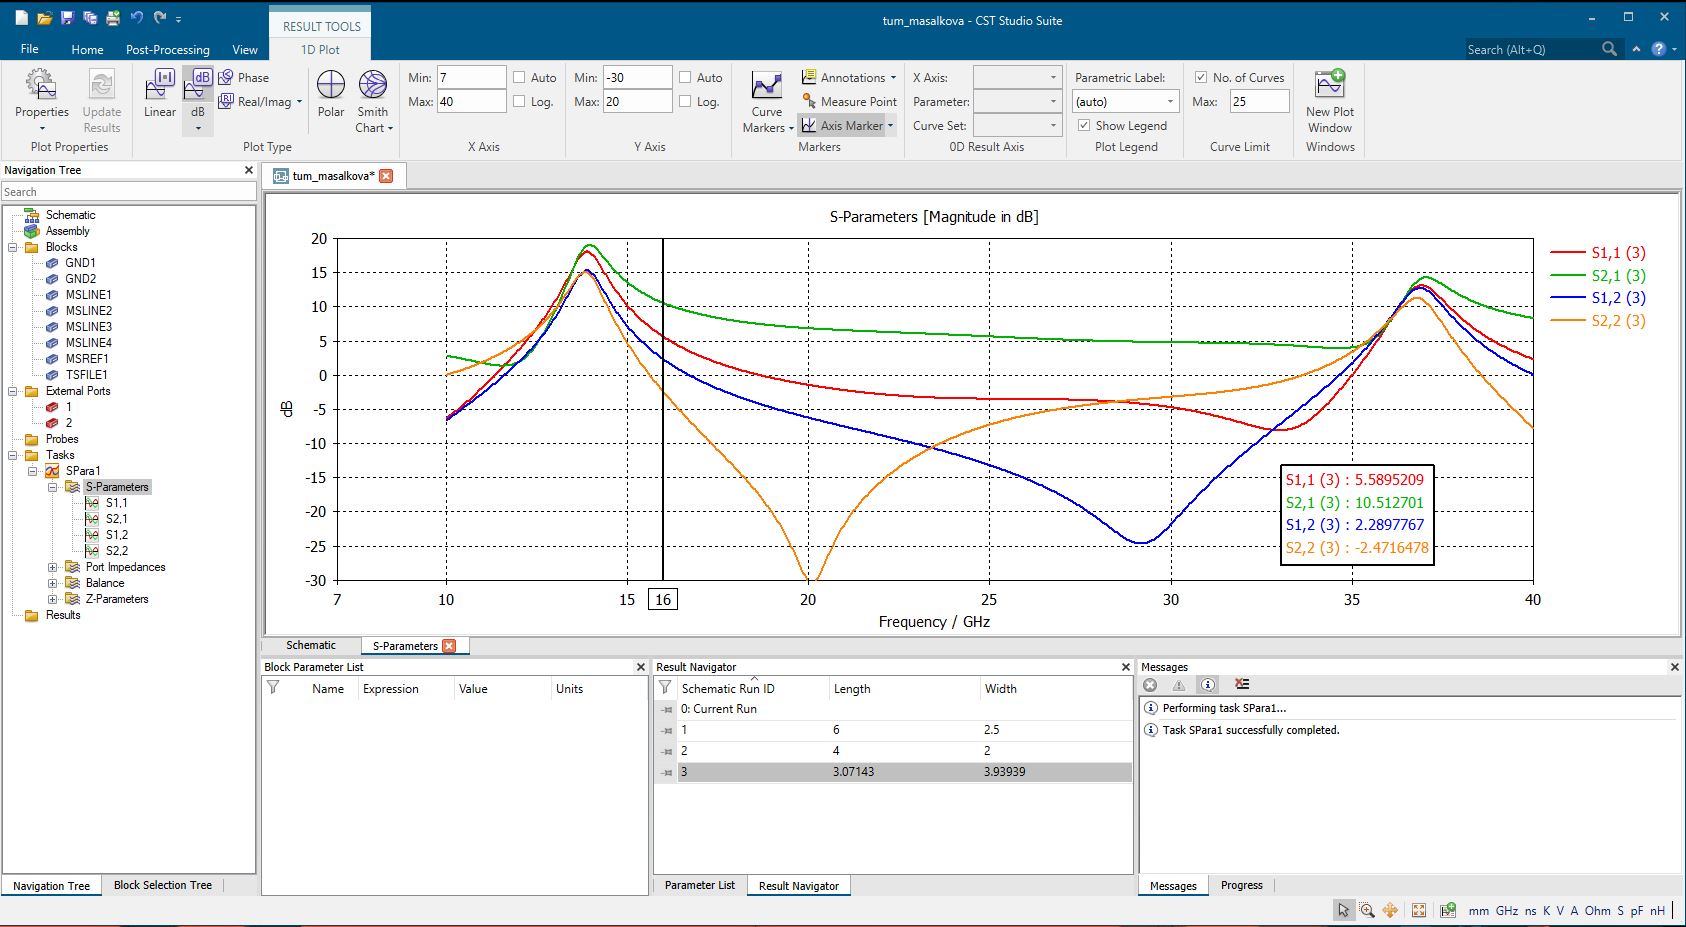 tum_masalkova - CST Studio Suite
RESULT TOOLS
File Home Post-Processing View 1D Plot
Search (Alt+Q)
Properties
Update Results
Plot Properties
Linear
dB
Phase
Real/Imag
Polar
Smith Chart
Plot Type
Min: 7 Auto
Max: 40 Log.
X Axis
Min: -30 Auto
Max: 20 Log.
Y Axis
Curve Markers
Annotations
Measure Point
Axis Marker
Markers
X Axis:
Parameter:
Curve Set:
0D Result Axis
Parametric Label:
(auto)
Show Legend
Plot Legend
No. of Curves
Max: 25
Curve Limit
New Plot Window
Windows
Navigation Tree
Search
Schematic
Assembly
Blocks
GND1
GND2
MSLINE1
MSLINE2
MSLINE3
MSLINE4
MSREF1
TSFILE1
External Ports
1
2
Probes
Tasks
SPara1
S-Parameters
S1,1
S2,1
S1,2
S2,2
Port Impedances
Balance
Z-Parameters
Results
Navigation Tree Block Selection Tree
tum_masalkova*
S-Parameters [Magnitude in dB]
20
15
10
5
0
-5
-10
-15
-20
-25
-30
dB
7 10 15 16 20 25 30 35 40
Frequency / GHz
S1,1 (3)
S2,1 (3)
S1,2 (3)
S2,2 (3)
S1,1 (3) : 5.5895209
S2,1 (3) : 10.512701
S1,2 (3) : 2.2897767
S2,2 (3) : -2.4716478
Schematic S-Parameters
Block Parameter List
Name Expression Value Units
Result Navigator
Schematic Run ID Length Width
0: Current Run
1 6 2.5
2 4 2
3 3.07143 3.93939
Parameter List Result Navigator
Messages
Performing task SPara1...
Task SPara1 successfully completed.
Messages Progress
mm GHz ns K V A Ohm S pF nH